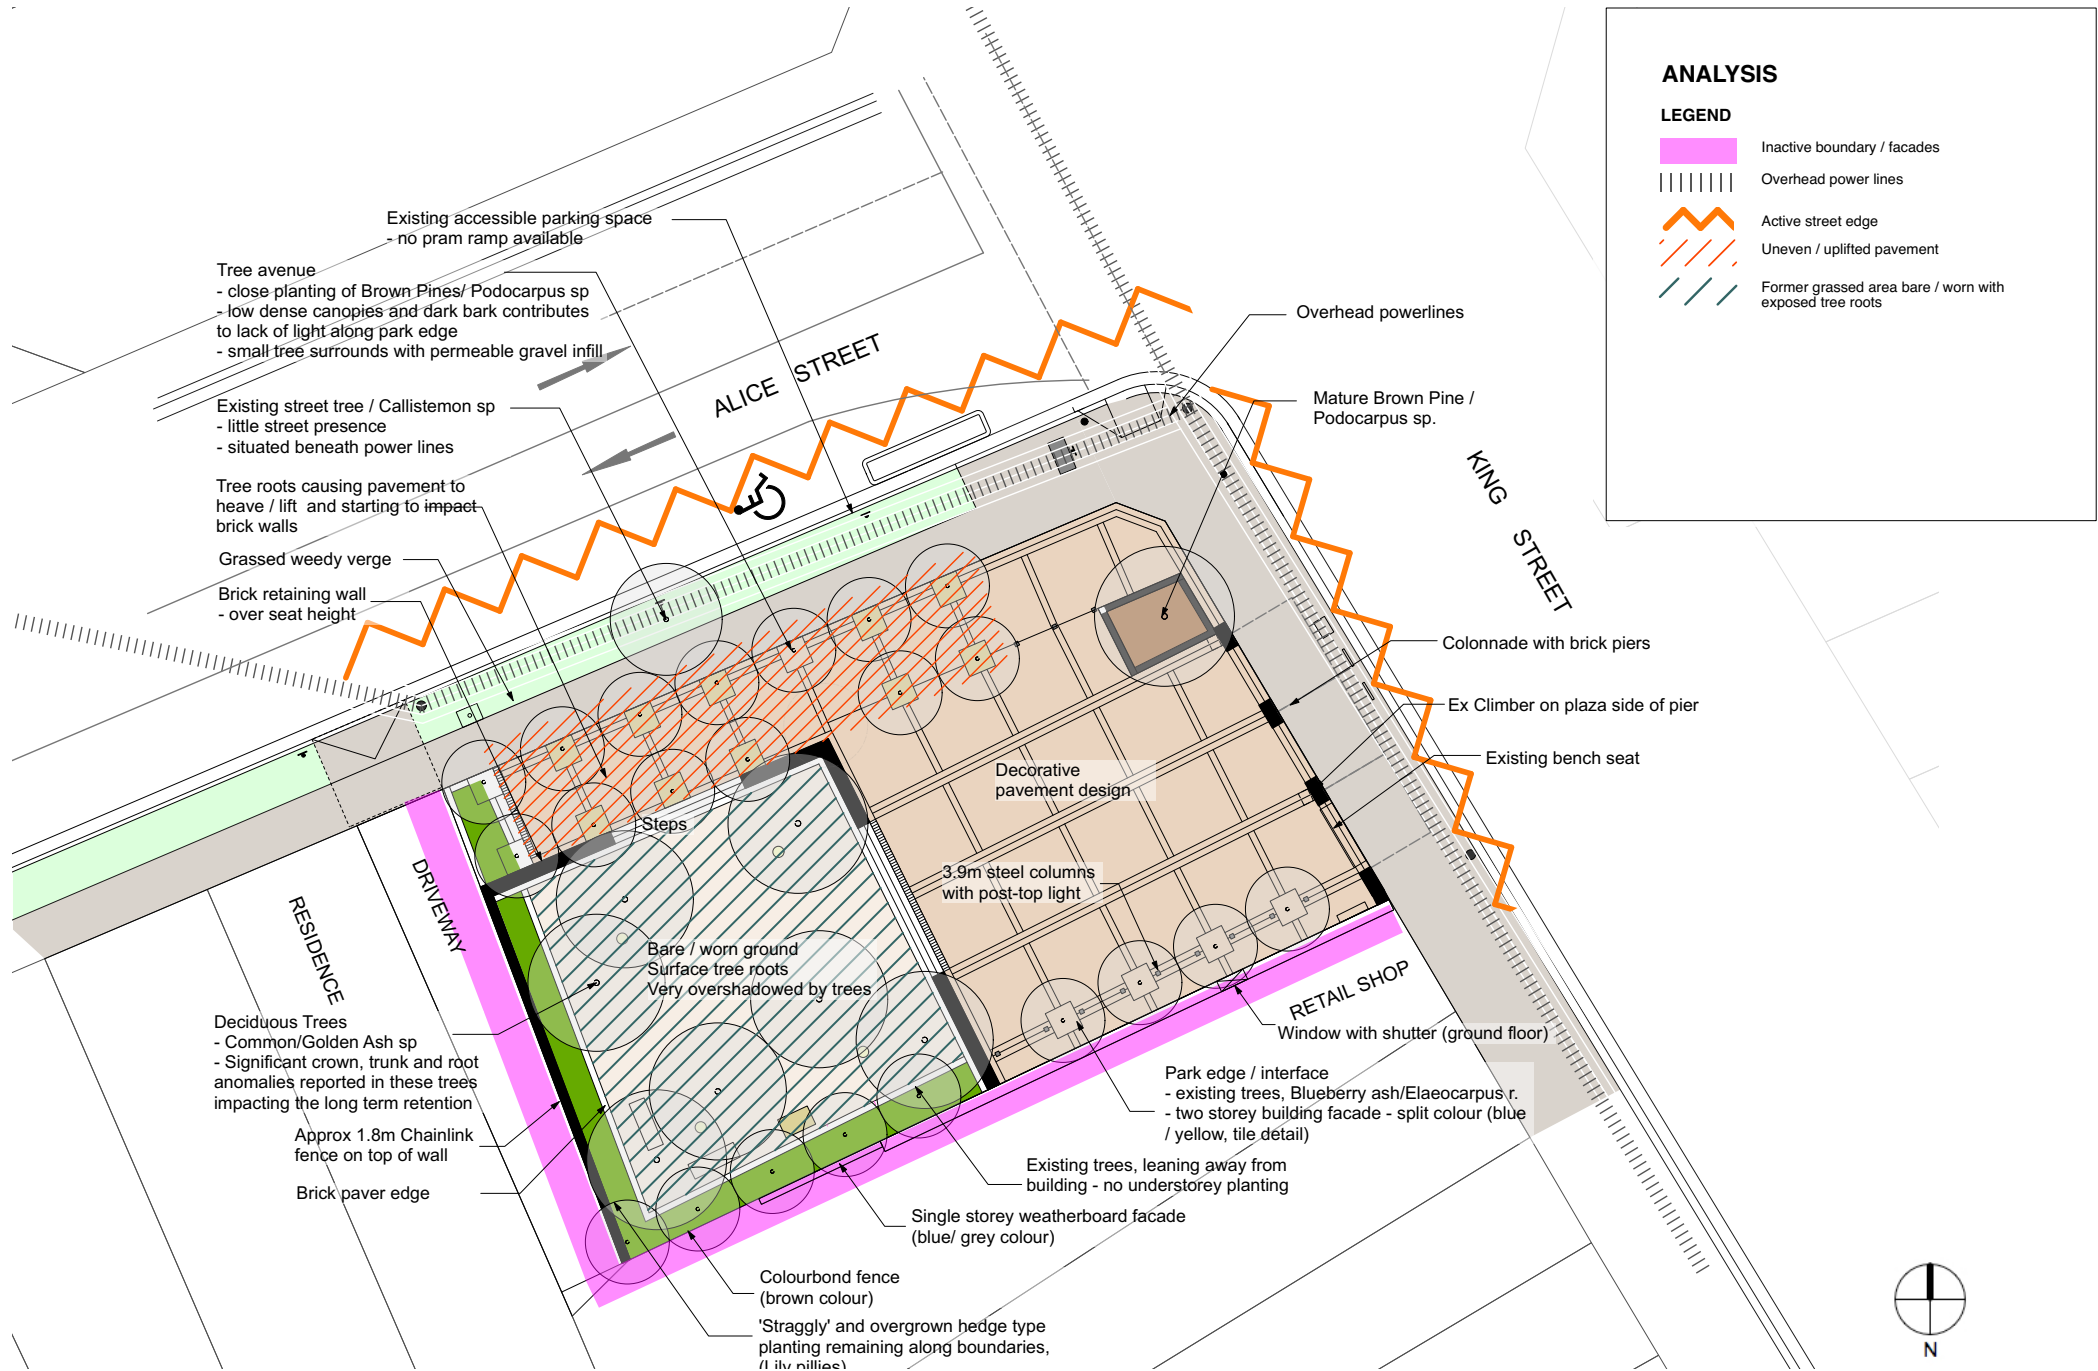 ANALYSIS
LEGEND
Inactive boundary / facades
Overhead power lines
Active street edge
Uneven / uplifted pavement
Former grassed area bare / worn with
exposed tree roots
Existing accessible parking space
- no pram ramp available
Tree avenue
- close planting of Brown Pines/ Podocarpus sp
- low dense canopies and dark bark contributes
to lack of light along park edge
- small tree surrounds with permeable gravel infill
Existing street tree / Callistemon sp
- little street presence
- situated beneath power lines
Tree roots causing pavement to
heave / lift and starting to impact
brick walls
Grassed weedy verge
Brick retaining wall
- over seat height
ALICE STREET
Overhead powerlines
Mature Brown Pine /
Podocarpus sp.
KING STREET
Colonnade with brick piers
Ex Climber on plaza side of pier
Existing bench seat
Decorative
pavement design
Steps
3.9m steel columns
with post-top light
Bare / worn ground
Surface tree roots
Very overshadowed by trees
DRIVEWAY
RESIDENCE
RETAIL SHOP
Window with shutter (ground floor)
Deciduous Trees
- Common/Golden Ash sp
- Significant crown, trunk and root
anomalies reported in these trees
impacting the long term retention
Approx 1.8m Chainlink
fence on top of wall
Brick paver edge
Park edge / interface
- existing trees, Blueberry ash/Elaeocarpus r.
- two storey building facade - split colour (blue
/ yellow, tile detail)
Existing trees, leaning away from
building - no understorey planting
Single storey weatherboard facade
(blue/ grey colour)
Colourbond fence
(brown colour)
'Straggly' and overgrown hedge type
planting remaining along boundaries,
(Lily pillies)
N